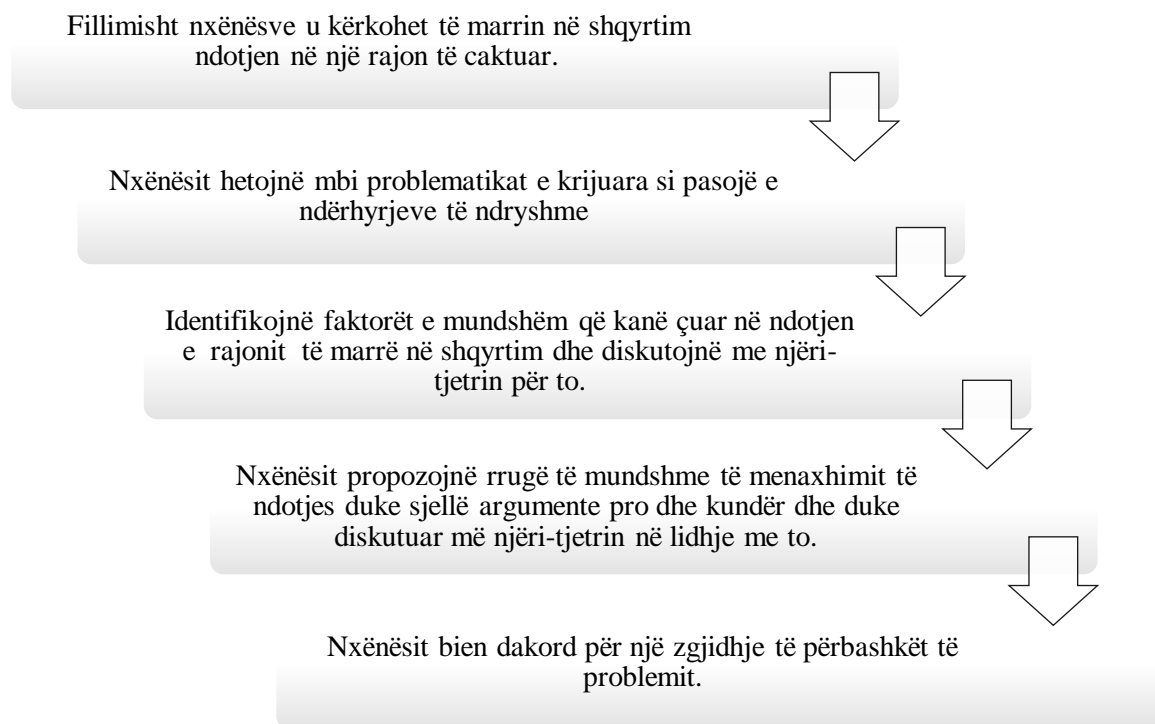 Fillimisht nxënësve u kërkohet të marrin në shqyrtim
ndotjen në një rajon të caktuar.
Nxënësit hetojnë mbi problematikat e krijuara si pasojë e
ndërhyrjeve të ndryshme
Identifikojnë faktorët e mundshëm që kanë çuar në ndotjen
e rajonit të marrë në shqyrtim dhe diskutojnë me njëri-
tjetrin për to.
Nxënësit propozojnë rrugë të mundshme të menaxhimit të
ndotjes duke sjellë argumente pro dhe kundër dhe duke
diskutuar më njëri-tjetrin në lidhje me to.
Nxënësit bien dakord për një zgjidhje të përbashkët të
problemit.